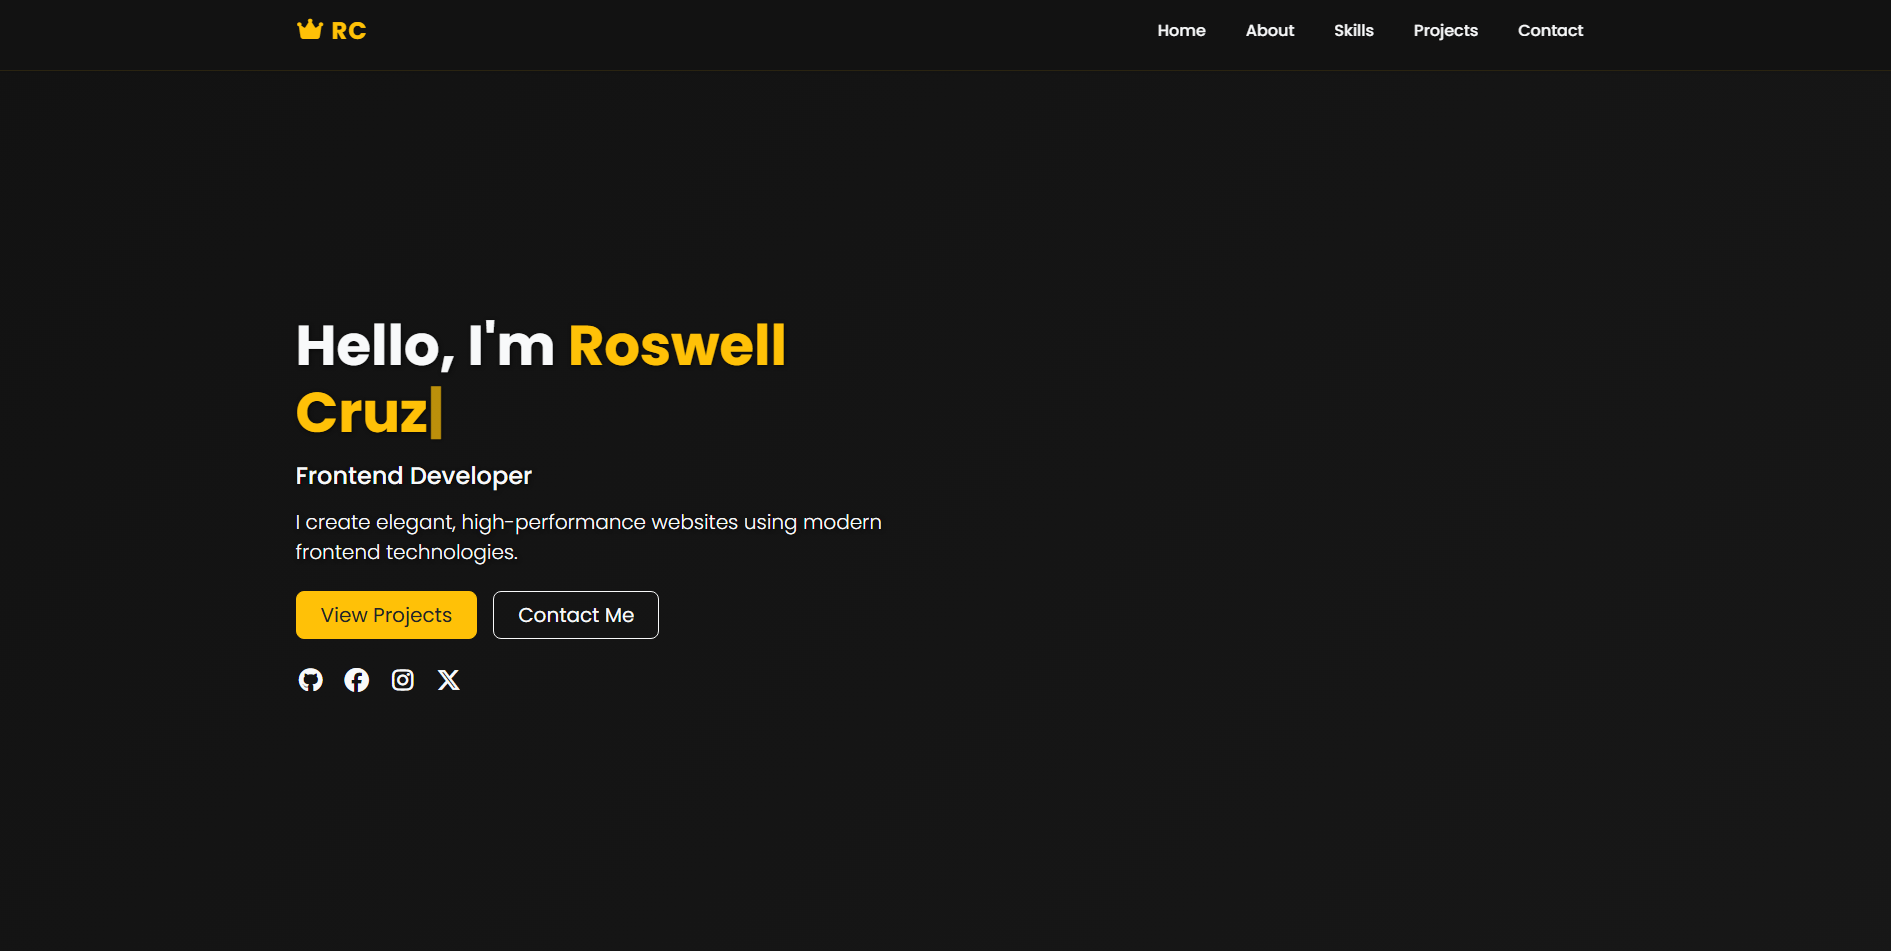 RC
Home About Skills Projects Contact
Hello, I'm Roswell
Cruz|
Frontend Developer
I create elegant, high-performance websites using modern
frontend technologies.
View Projects Contact Me